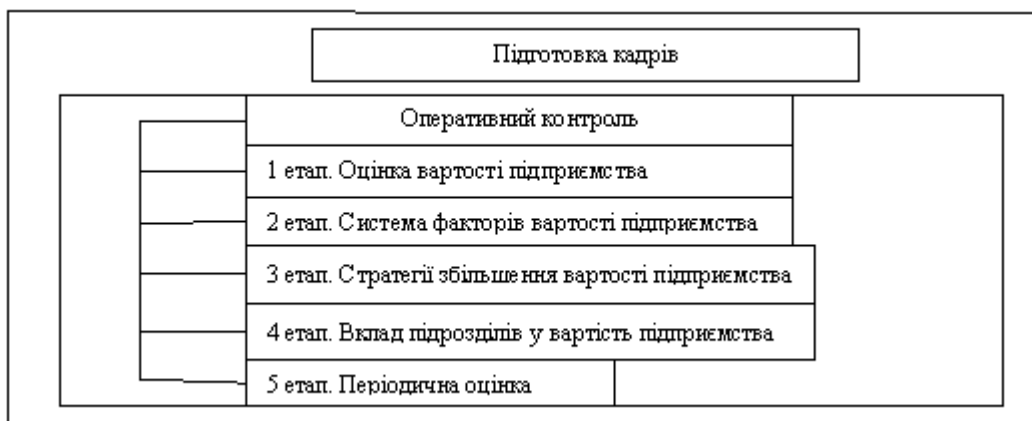 Підготовка кадрів
Оперативний контроль
1 етап. Оцінка вартості підприємства
2 етап. Система факторів вартості підприємства
3 етап. Стратегії збільшення вартості підприємства
4 етап. Вклад підрозділів у вартість підприємства
5 етап. Періодична оцінка